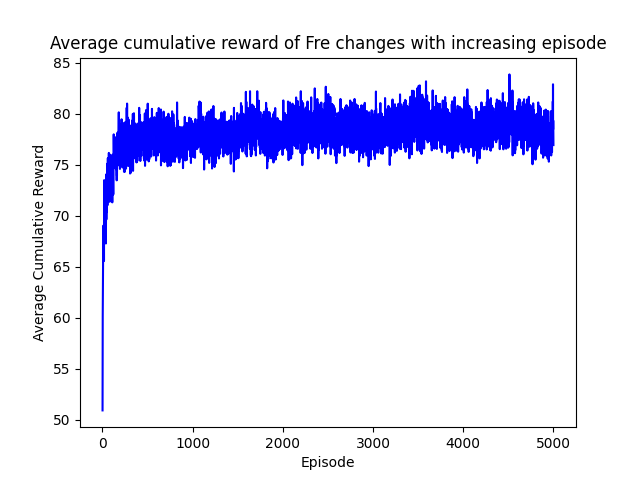 Average cumulative reward of Fre changes with increasing episode
85
80
75
70
65
60
55
50
Average Cumulative Reward
0 1000 2000 3000 4000 5000
Episode